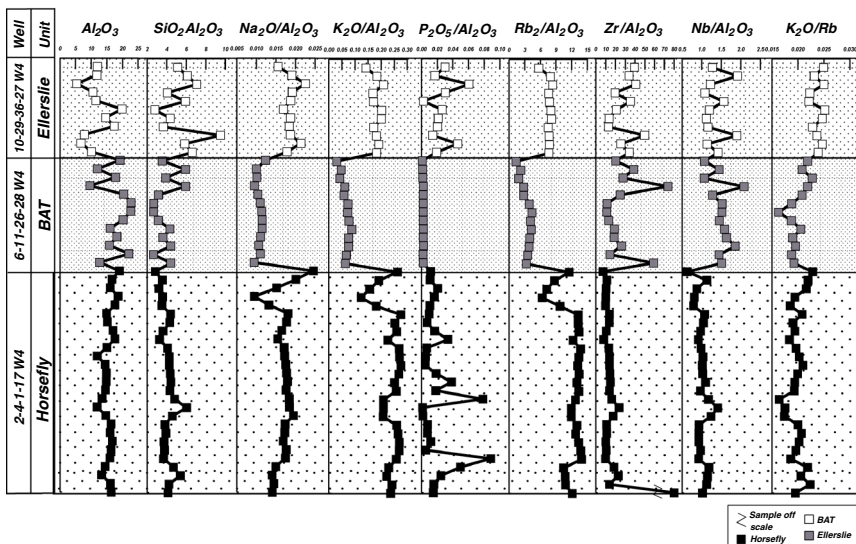 Well Unit Al2O3 SiO2Al2O3 Na2O/Al2O3 K2O/Al2O3 P2O5/Al2O3 Rb2/Al2O3 Zr/Al2O3 Nb/Al2O3 K2O/Rb
0 5 10 15 20 25 2 4 6 8 10 0.005 0.010 0.015 0.020 0.025 0.00 0.05 0.10 0.15 0.20 0.25 0.30 0.00 0.02 0.04 0.06 0.08 0.10 0 3 6 9 12 15 0 10 20 30 40 50 60 70 80 0.5 1.0 1.5 2.0 2.5 0.015 0.020 0.025 0.030
10-29-36-27 W4 Ellerslie
6-11-26-28 W4 BAT
2-4-1-17 W4 Horsefly
Sample off scale
BAT
Horsefly
Ellerslie